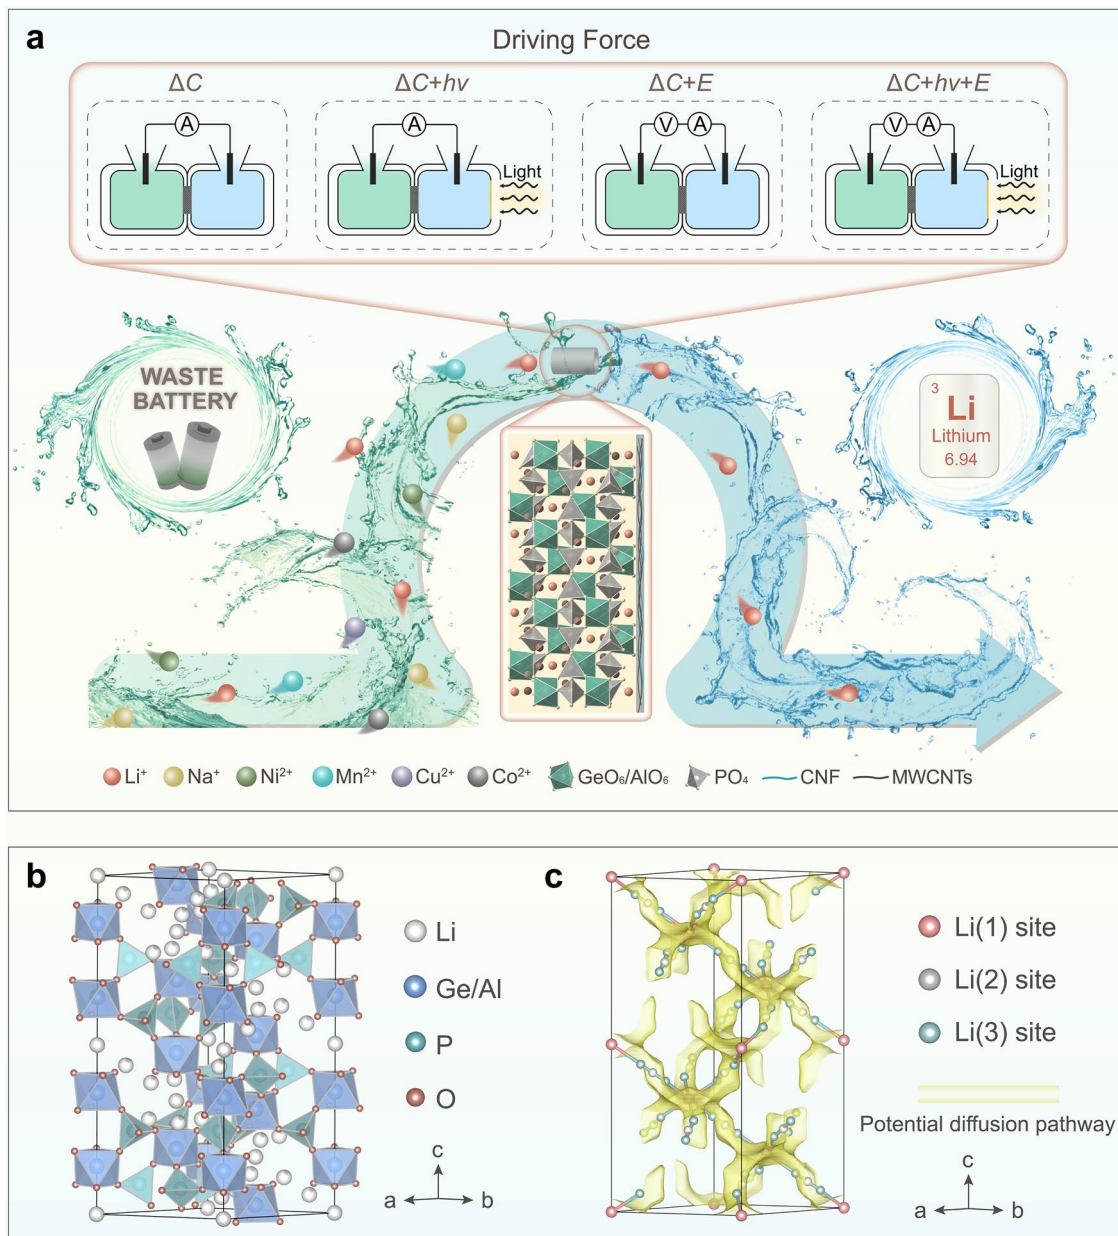 a
Driving Force
ΔC
ΔC+hv
ΔC+E
ΔC+hv+E
A
A
V A
V A
Light
Light
WASTE
BATTERY
3
Li
Lithium
6.94
Li⁺ Na⁺ Ni²⁺ Mn²⁺ Cu²⁺ Co²⁺ GeO₆/AlO₆ PO₄ CNF MWCNTs
b
Li
Ge/Al
P
O
c
a b
c
Li(1) site
Li(2) site
Li(3) site
Potential diffusion pathway
c
a b